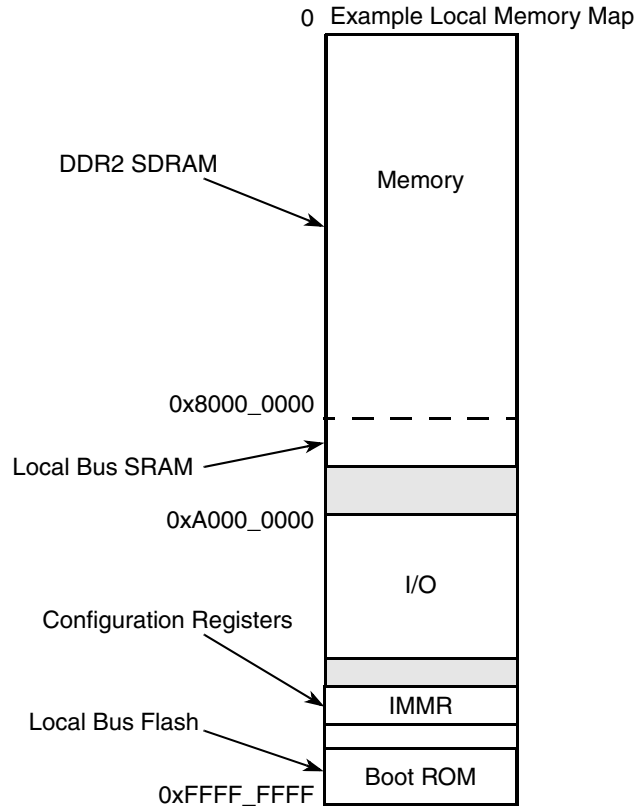 0 Example Local Memory Map
DDR2 SDRAM
Memory
0x8000_0000
Local Bus SRAM
0xA000_0000
I/O
Configuration Registers
IMMR
Local Bus Flash
Boot ROM
0xFFFF_FFFF